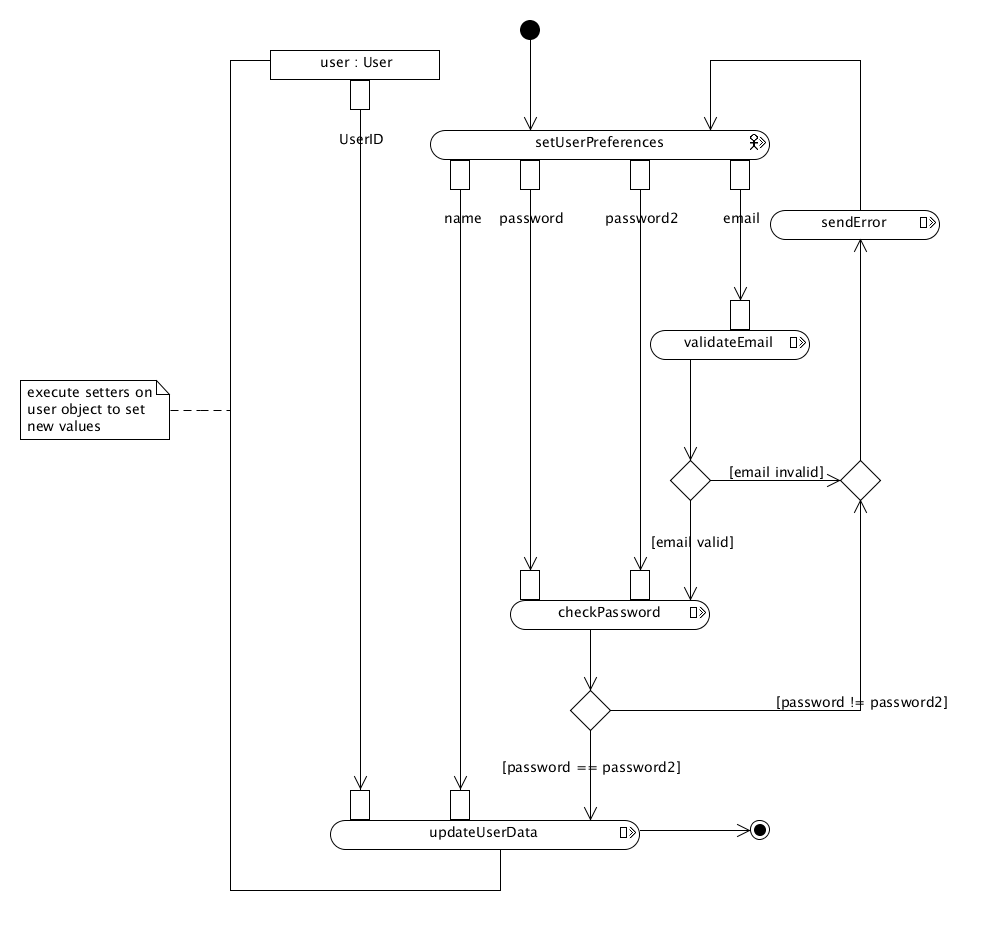 user : User
UserID
setUserPreferences
name
password
password2
email
sendError
validateEmail
execute setters on
user object to set
new values
[email invalid]
[email valid]
checkPassword
[password != password2]
[password == password2]
updateUserData